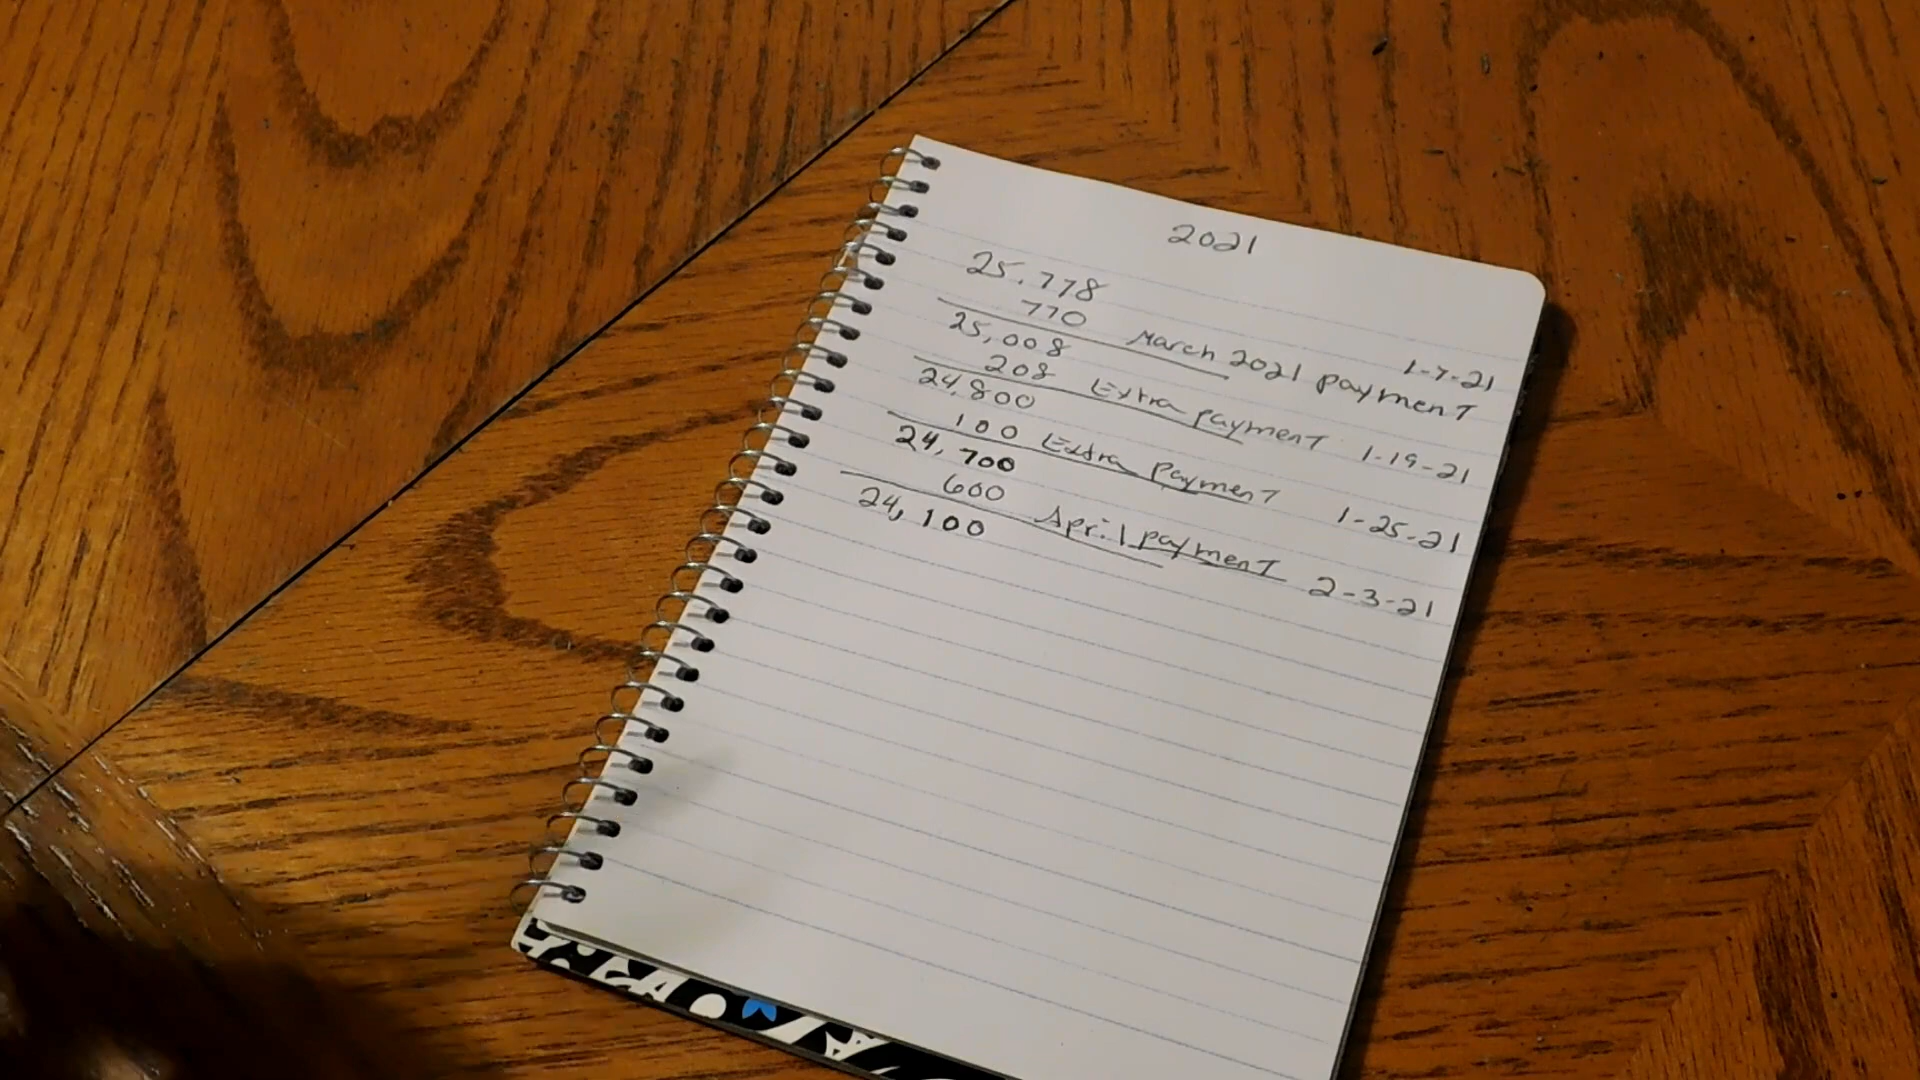 2021
25,778
770 March 2021 payment 1-7-21
25,008
208 Extra payment 1-19-21
24,800
100 Extra payment 1-25-21
24,700
600 April payment 2-3-21
24,100